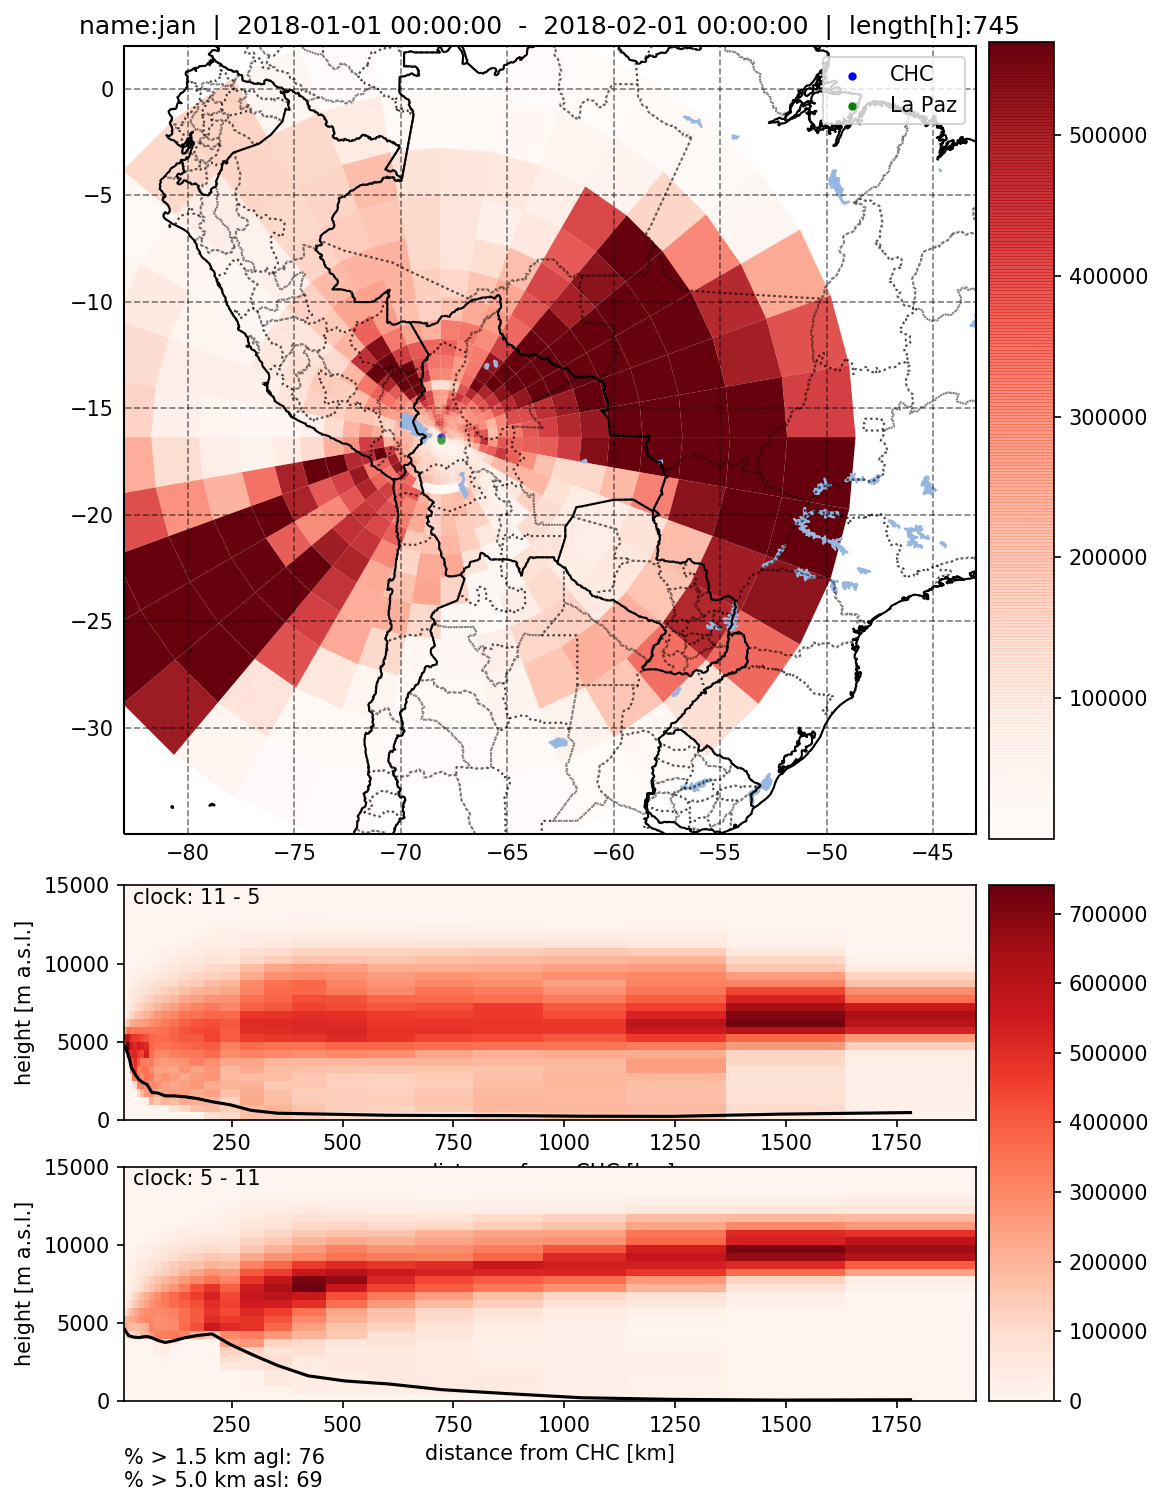 name:jan | 2018-01-01 00:00:00 - 2018-02-01 00:00:00 | length[h]:745
CHC
La Paz
0
−5
−10
−15
−20
−25
−30
−80 −75 −70 −65 −60 −55 −50 −45
500000
400000
300000
200000
100000
clock: 11 - 5
height [m a.s.l.]
15000
10000
5000
0
250 500 750 1000 1250 1500 1750
clock: 5 - 11
height [m a.s.l.]
15000
10000
5000
0
250 500 750 1000 1250 1500 1750
distance from CHC [km]
700000
600000
500000
400000
300000
200000
100000
0
% > 1.5 km agl: 76
% > 5.0 km asl: 69